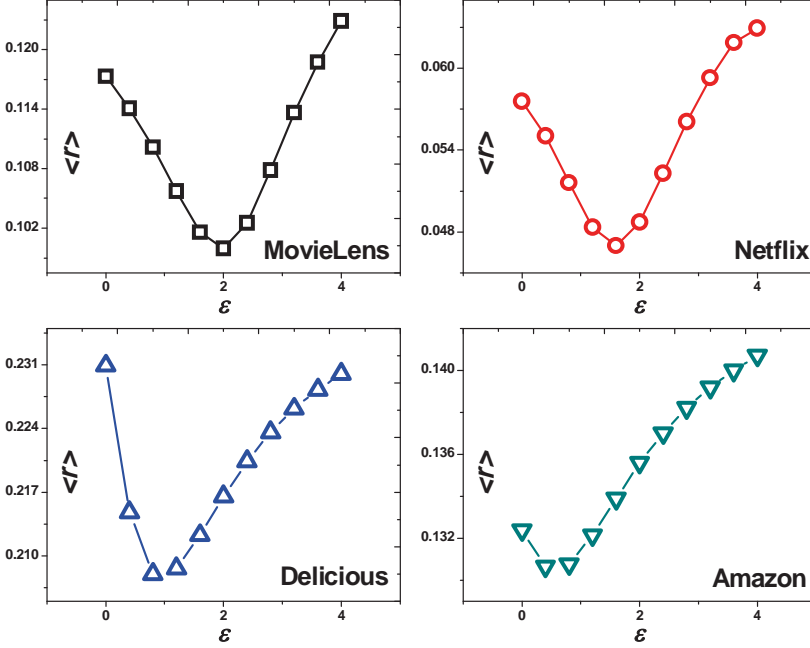 0.120
0.114
0.108
0.102
<r>
MovieLens
0 2 4
ε
0.060
0.054
0.048
<r>
Netflix
0 2 4
ε
0.231
0.224
0.217
0.210
<r>
Delicious
0 2 4
ε
0.140
0.136
0.132
<r>
Amazon
0 2 4
ε